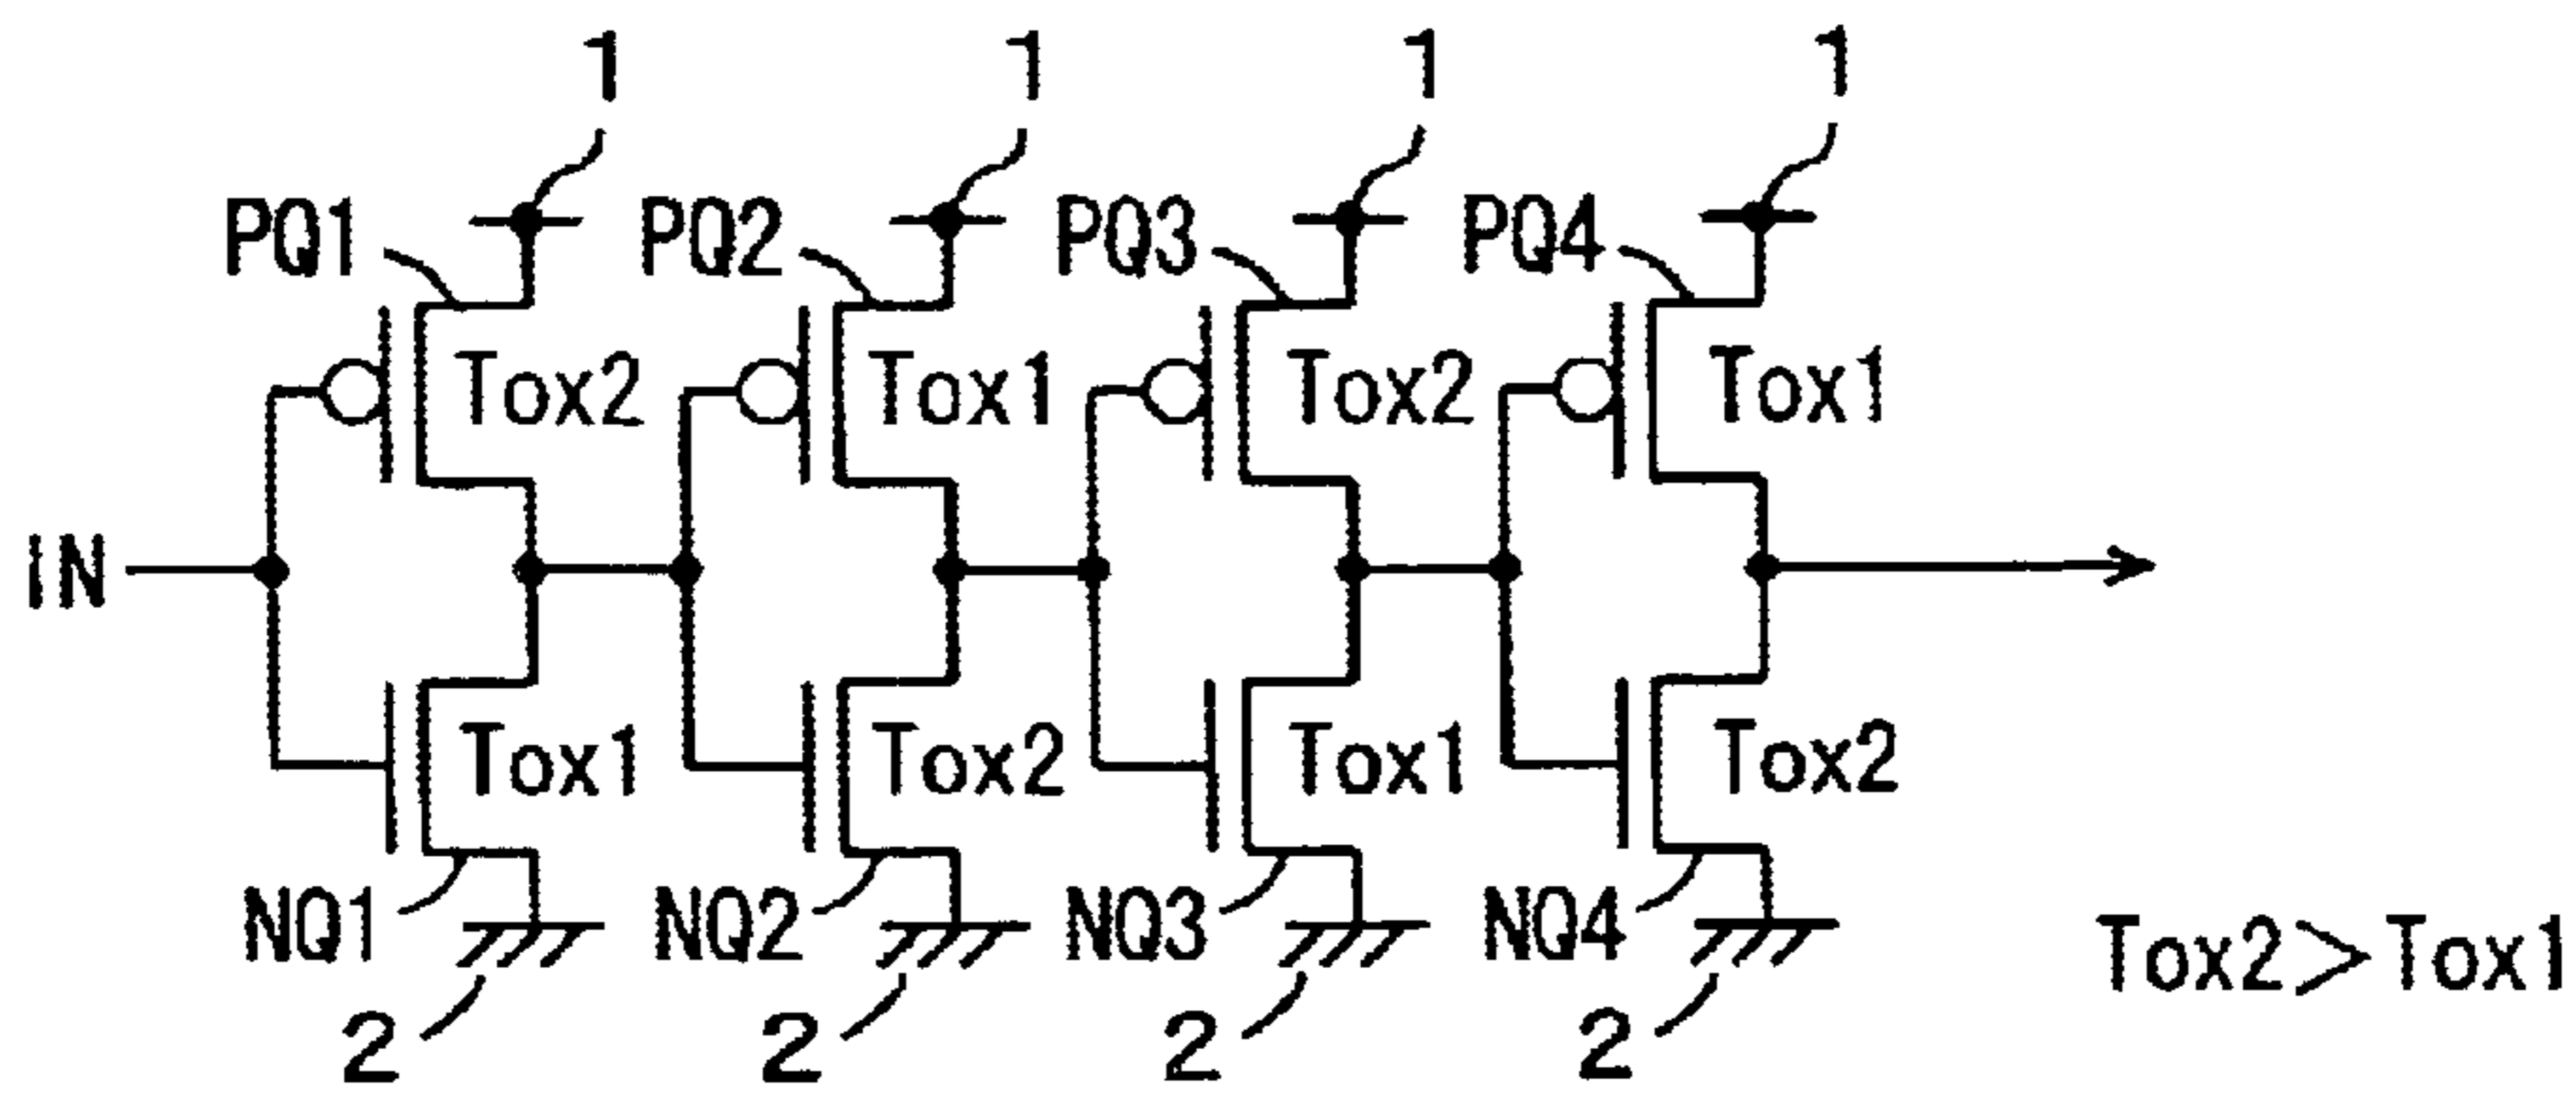 1 1 1 1
PQ1 PQ2 PQ3 PQ4
Tox2 Tox1 Tox2 Tox1
IN
Tox1 Tox2 Tox1 Tox2
NQ1 NQ2 NQ3 NQ4
Tox2>Tox1
2 2 2 2